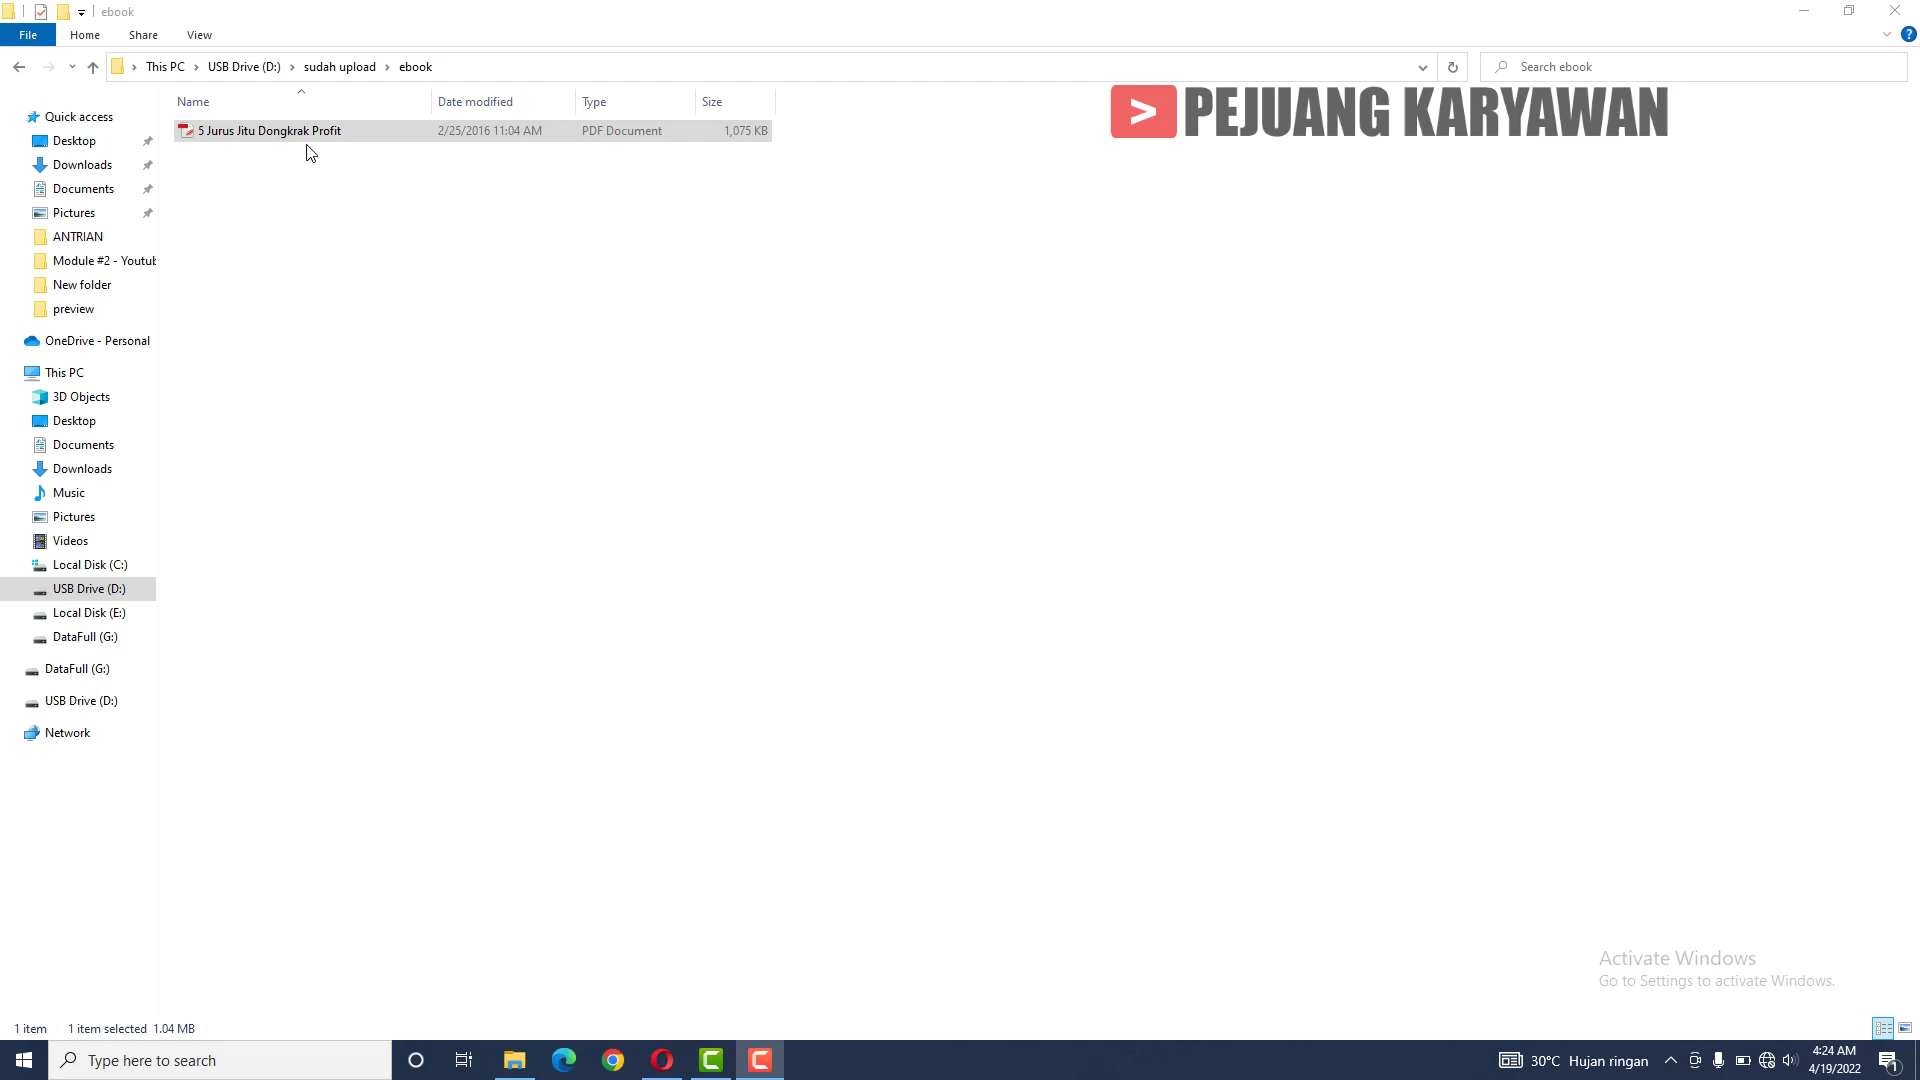 ebook
File Home Share View
This PC USB Drive (D:) sudah upload ebook
Search ebook
Name Date modified Type Size
PEJUANG KARYAWAN
5 Jurus Jitu Dongkrak Profit 2/25/2016 11:04 AM PDF Document 1,075 KB
Quick access
Desktop
Downloads
Documents
Pictures
ANTRIAN
Module #2 - Youtub
New folder
preview
OneDrive - Personal
This PC
3D Objects
Desktop
Documents
Downloads
Music
Pictures
Videos
Local Disk (C:)
USB Drive (D:)
Local Disk (E:)
DataFull (G:)
DataFull (G:)
USB Drive (D:)
Network
Activate Windows
Go to Settings to activate Windows.
1 item 1 item selected 1.04 MB
Type here to search
30°C Hujan ringan
4:24 AM
4/19/2022
1